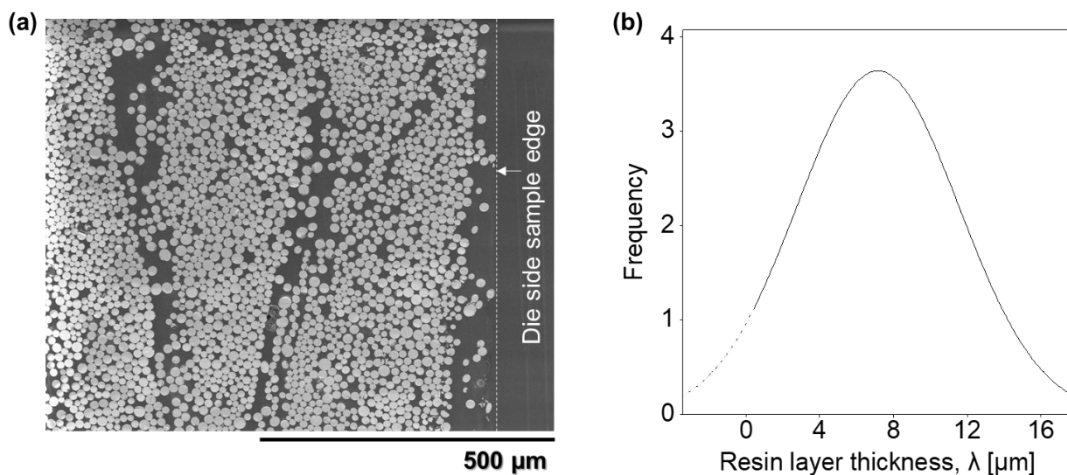 (a)
Die side sample edge
500 µm
(b)
4
3
2
1
0
Frequency
0 4 8 12 16
Resin layer thickness, λ [µm]